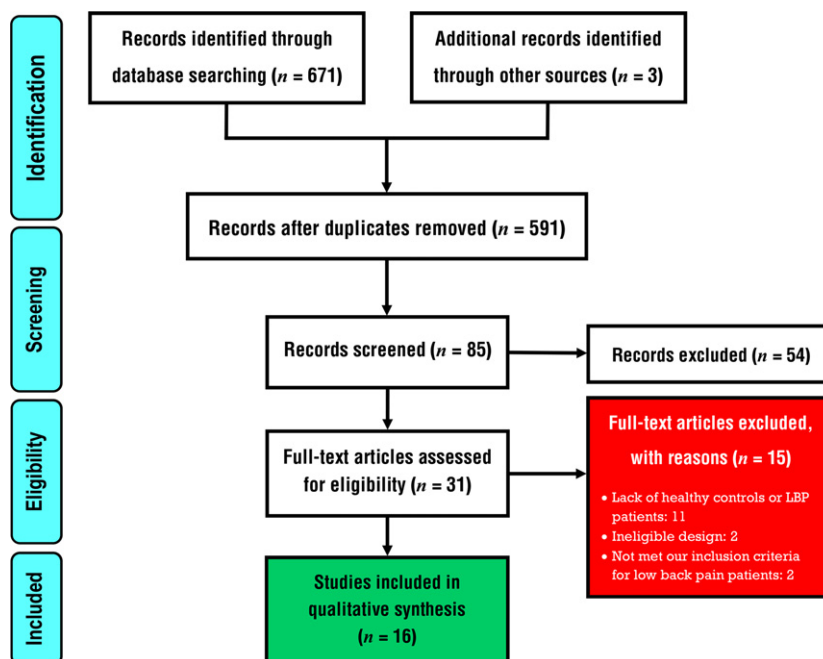 Identification
Records identified through
database searching (n = 671)
Additional records identified
through other sources (n = 3)
Records after duplicates removed (n = 591)
Screening
Records screened (n = 85)
Records excluded (n = 54)
Eligibility
Full-text articles assessed
for eligibility (n = 31)
Full-text articles excluded,
with reasons (n = 15)
• Lack of healthy controls or LBP
patients: 11
• Ineligible design: 2
• Not met our inclusion criteria
for low back pain patients: 2
Included
Studies included in
qualitative synthesis
(n = 16)